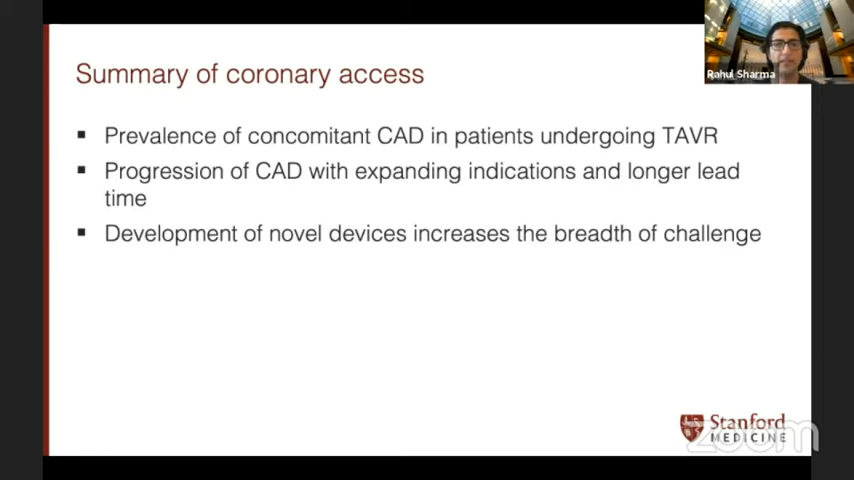 Summary of coronary access
Rahul Sharma
▪ Prevalence of concomitant CAD in patients undergoing TAVR
▪ Progression of CAD with expanding indications and longer lead
time
▪ Development of novel devices increases the breadth of challenge
Stanford
MEDICINE
zoom